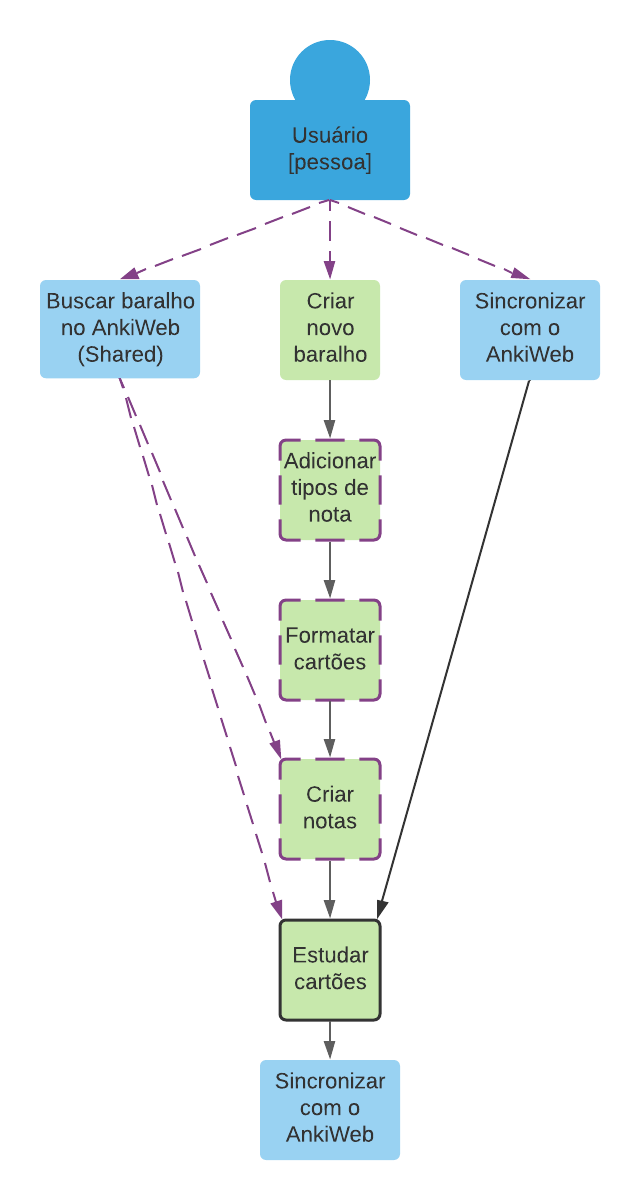 Usuário
[pessoa]
Buscar baralho
no AnkiWeb
(Shared)
Criar
novo
baralho
Sincronizar
com o
AnkiWeb
Adicionar
tipos de
nota
Formatar
cartões
Criar
notas
Estudar
cartões
Sincronizar
com o
AnkiWeb